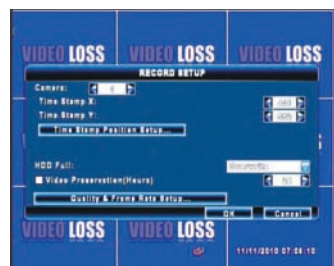 VIDEO LOSS VIDEO LOSS VIDEO LOSS
RECORD SETUP
Camera:
Time Stamp X:
Time Stamp Y:
Time Stamp Position Setup...
HDD Full:
Video Preservation(Hours)
Quality & Frame Rate Setup...
OK Cancel
VIDEO LOSS VIDEO LOSS
11/11/2010 07:06:10